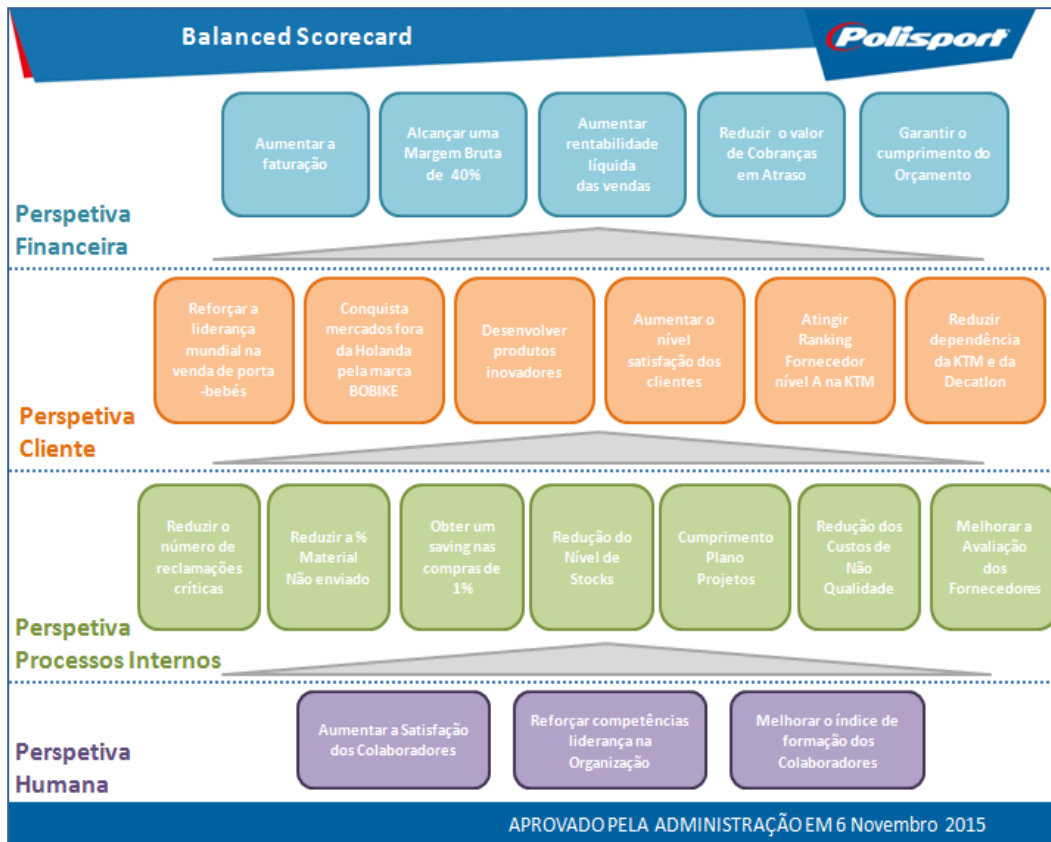 Balanced Scorecard
Polisport
Aumentar a
faturação
Alcançar uma
Margem Bruta
de 40%
Aumentar
rentabilidade
líquida
das vendas
Reduzir o valor
de Cobranças
em Atraso
Garantir o
cumprimento do
Orçamento
Perspetiva
Financeira
Reforçar a
liderança
mundial na
venda de porta
-bebés
Conquista
mercados fora
da Holanda
pela marca
BOBIKE
Desenvolver
produtos
inovadores
Aumentar o
nível
satisfação dos
clientes
Atingir
Ranking
Fornecedor
nível A na KTM
Reduzir
dependência
da KTM e da
Decatlon
Perspetiva
Cliente
Reduzir o
número de
reclamações
críticas
Reduzir a %
Material
Não enviado
Obter um
saving nas
compras de
1%
Redução do
Nível de
Stocks
Cumprimento
Plano
Projetos
Redução dos
Custos de
Não
Qualidade
Melhorar a
Avaliação
dos
Fornecedores
Perspetiva
Processos Internos
Aumentar a Satisfação
dos Colaboradores
Reforçar competências
liderança na
Organização
Melhorar o índice de
formação dos
Colaboradores
Perspetiva
Humana
APROVADO PELA ADMINISTRAÇÃO EM 6 Novembro 2015